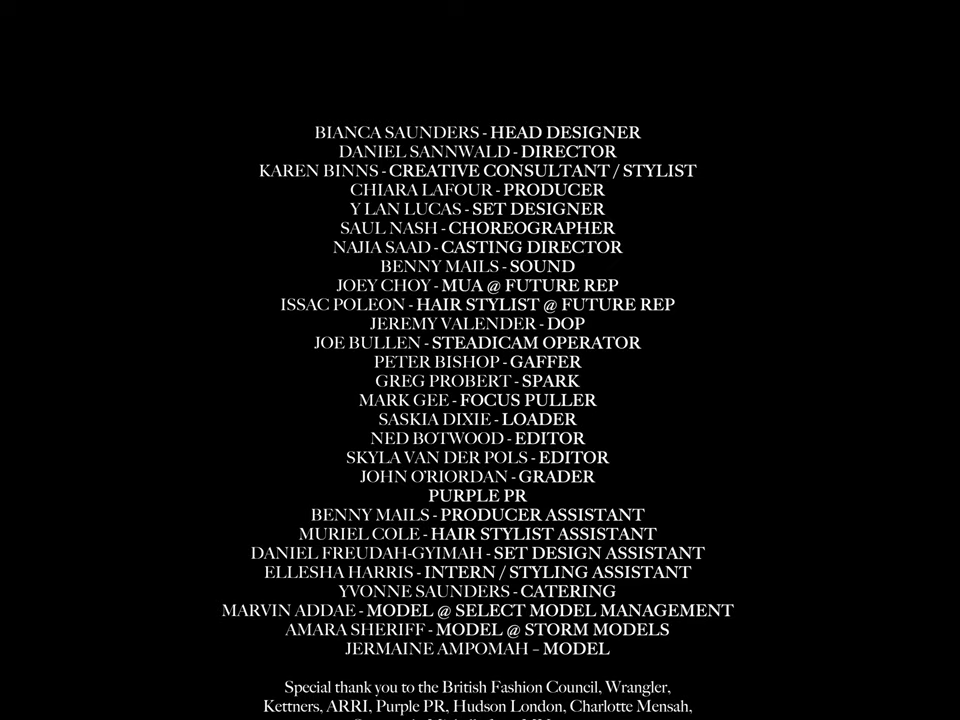 BIANCA SAUNDERS - HEAD DESIGNER
DANIEL SANNWALD - DIRECTOR
KAREN BINNS - CREATIVE CONSULTANT / STYLIST
CHIARA LAFOUR - PRODUCER
Y LAN LUCAS - SET DESIGNER
SAUL NASH - CHOREOGRAPHER
NAJIA SAAD - CASTING DIRECTOR
BENNY MAILS - SOUND
JOEY CHOY - MUA @ FUTURE REP
ISSAC POLEON - HAIR STYLIST @ FUTURE REP
JEREMY VALENDER - DOP
JOE BULLEN - STEADICAM OPERATOR
PETER BISHOP - GAFFER
GREG PROBERT - SPARK
MARK GEE - FOCUS PULLER
SASKIA DIXIE - LOADER
NED BOTWOOD - EDITOR
SKYLA VAN DER POLS - EDITOR
JOHN O'RIORDAN - GRADER
PURPLE PR
BENNY MAILS - PRODUCER ASSISTANT
MURIEL COLE - HAIR STYLIST ASSISTANT
DANIEL FREUDAH-GYIMAH - SET DESIGN ASSISTANT
ELLESHA HARRIS - INTERN / STYLING ASSISTANT
YVONNE SAUNDERS - CATERING
MARVIN ADDAE - MODEL @ SELECT MODEL MANAGEMENT
AMARA SHERIFF - MODEL @ STORM MODELS
JERMAINE AMPOMAH – MODEL
Special thank you to the British Fashion Council, Wrangler,
Kettners, ARRI, Purple PR, Hudson London, Charlotte Mensah,